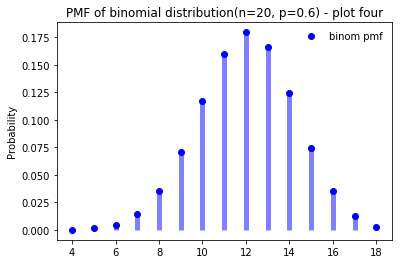 PMF of binomial distribution(n=20, p=0.6) - plot four
binom pmf
Probability
0.175
0.150
0.125
0.100
0.075
0.050
0.025
0.000
4 6 8 10 12 14 16 18